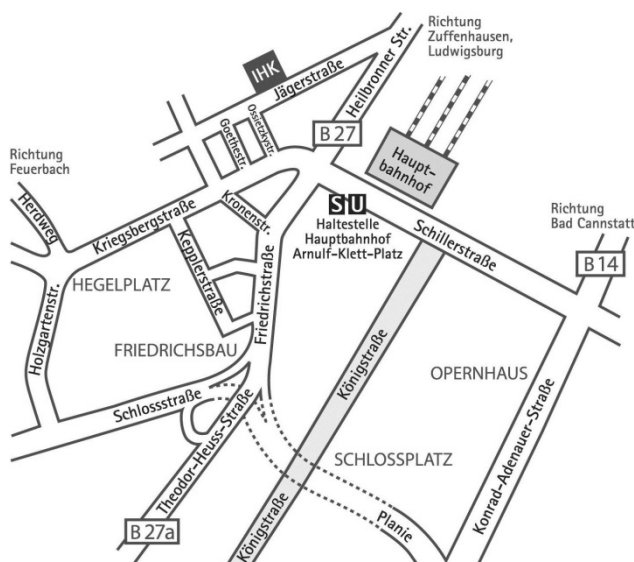 Richtung
Zuffenhausen,
Ludwigsburg
Heilbronner Str.
IHK
Jägerstraße
Ossietzkystr.
Goethestr.
B 27
Haupt-
bahnhof
Richtung
Feuerbach
Herdweg
Kriegsbergstraße
Kronenstr.
S U
Haltestelle
Hauptbahnhof
Arnulf-Klett-Platz
Schillerstraße
Richtung
Bad Cannstatt
B 14
Kepplerstraße
Friedrichstraße
HEGELPLATZ
Holzgartenstr.
FRIEDRICHSBAU
Königstraße
OPERNHAUS
Schlossstraße
Theodor-Heuss-Straße
Konrad-Adenauer-Straße
SCHLOSSPLATZ
Planie
B 27a
Königstraße